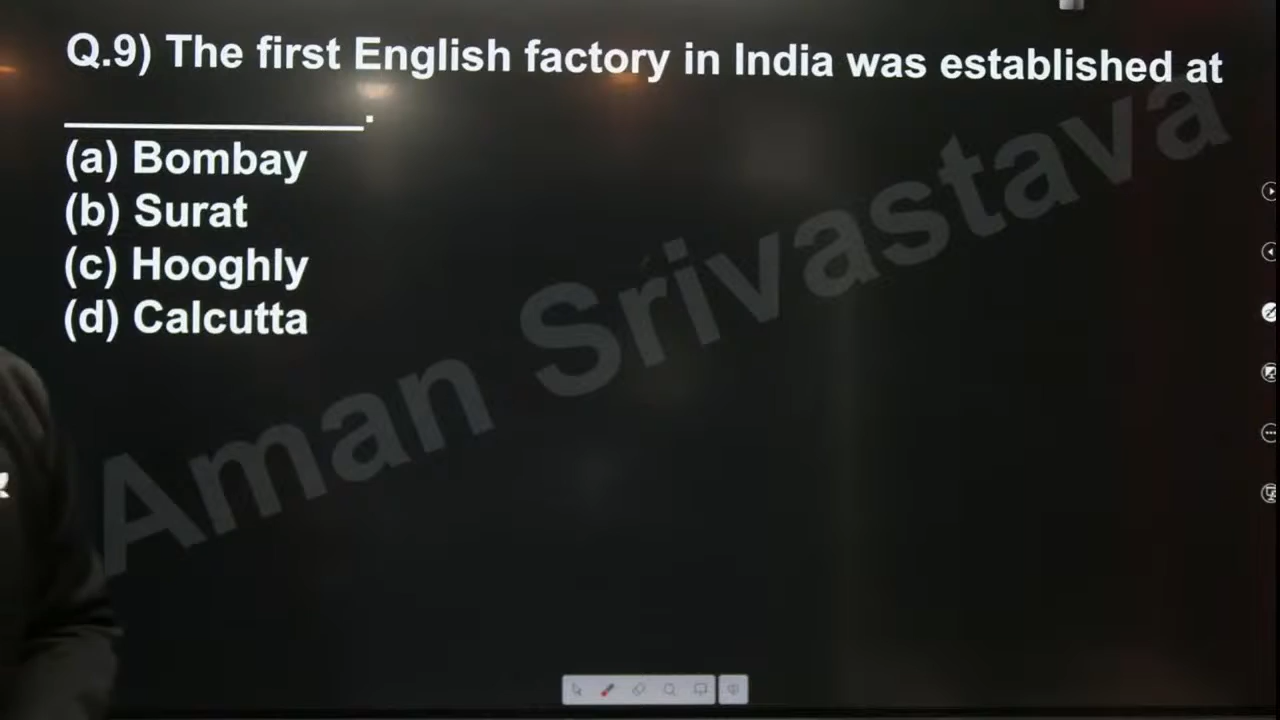 Q.9) The first English factory in India was established at
______________.
(a) Bombay
(b) Surat
(c) Hooghly
(d) Calcutta
Aman Srivastava